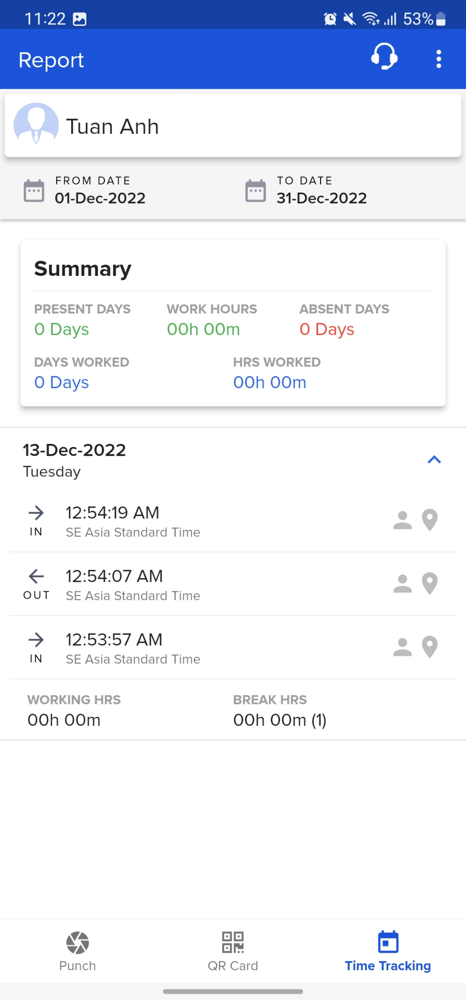 11:22 53%
Report
Tuan Anh
FROM DATE TO DATE
01-Dec-2022 31-Dec-2022
Summary
PRESENT DAYS WORK HOURS ABSENT DAYS
0 Days 00h 00m 0 Days
DAYS WORKED HRS WORKED
0 Days 00h 00m
13-Dec-2022
Tuesday
12:54:19 AM
IN SE Asia Standard Time
12:54:07 AM
OUT SE Asia Standard Time
12:53:57 AM
IN SE Asia Standard Time
WORKING HRS BREAK HRS
00h 00m 00h 00m (1)
Punch QR Card Time Tracking